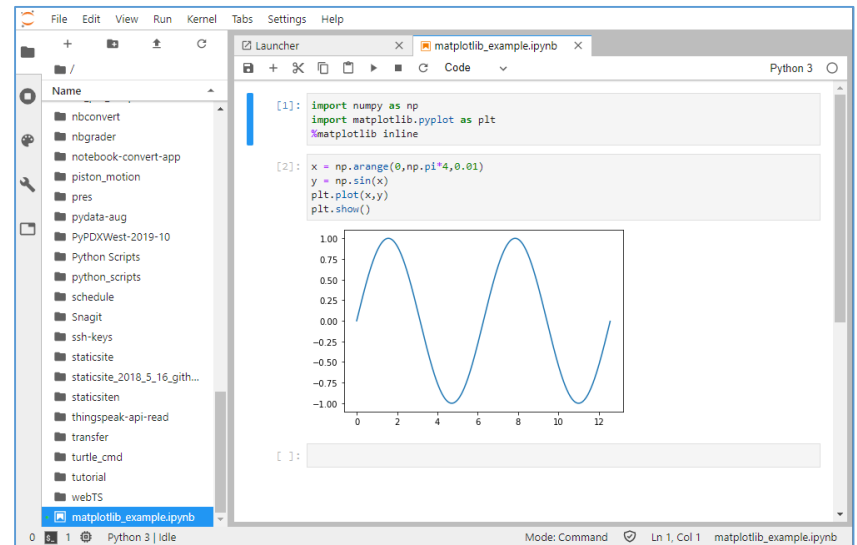 File Edit View Run Kernel Tabs Settings Help
Launcher
matplotlib_example.ipynb
/
Code
Python 3
Name
nbconvert
nbgrader
notebook-convert-app
piston_motion
pres
pydata-aug
PyPDXWest-2019-10
Python Scripts
python_scripts
schedule
Snagit
ssh-keys
staticsite
staticsite_2018_5_16_gith...
staticsiten
thingspeak-api-read
transfer
turtle_cmd
tutorial
webTS
matplotlib_example.ipynb
[1]: import numpy as np
import matplotlib.pyplot as plt
%matplotlib inline
[2]: x = np.arange(0,np.pi*4,0.01)
y = np.sin(x)
plt.plot(x,y)
plt.show()
1.00
0.75
0.50
0.25
0.00
−0.25
−0.50
−0.75
−1.00
0 2 4 6 8 10 12
[ ]:
0 $_ 1 Python 3 | Idle Mode: Command Ln 1, Col 1 matplotlib_example.ipynb